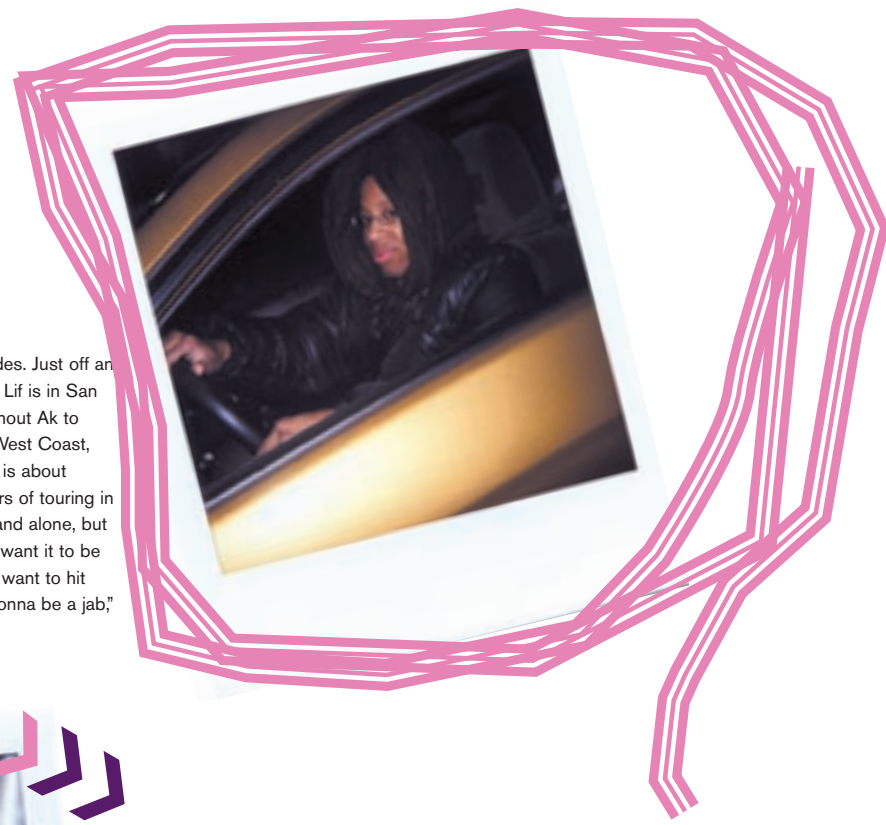 des. Just off an
Lif is in San
hout Ak to
West Coast,
is about
rs of touring in
and alone, but
want it to be
want to hit
onna be a jab,"